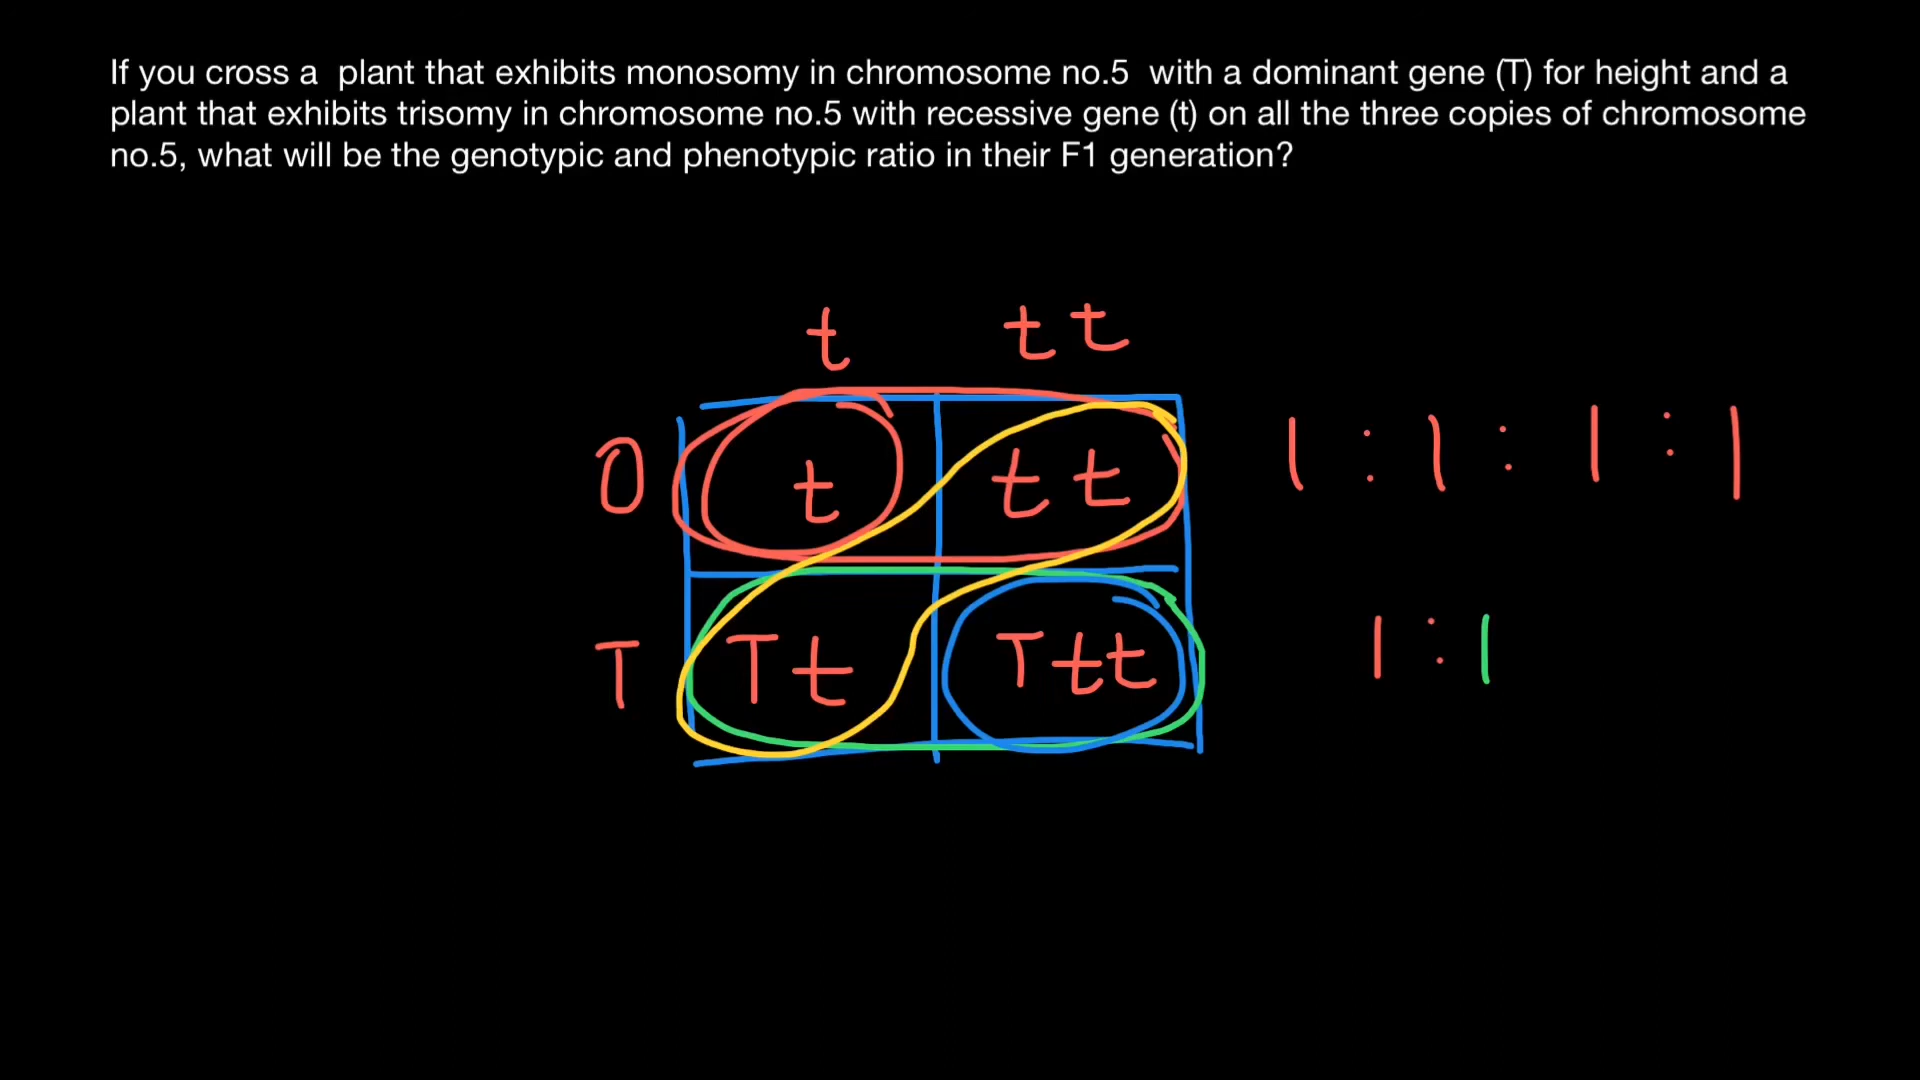 If you cross a  plant that exhibits monosomy in chromosome no.5  with a dominant gene (T) for height and a
plant that exhibits trisomy in chromosome no.5 with recessive gene (t) on all the three copies of chromosome
no.5, what will be the genotypic and phenotypic ratio in their F1 generation?
t tt
0 t tt 1 : 1 : 1 : 1
T Tt Ttt 1 : 1